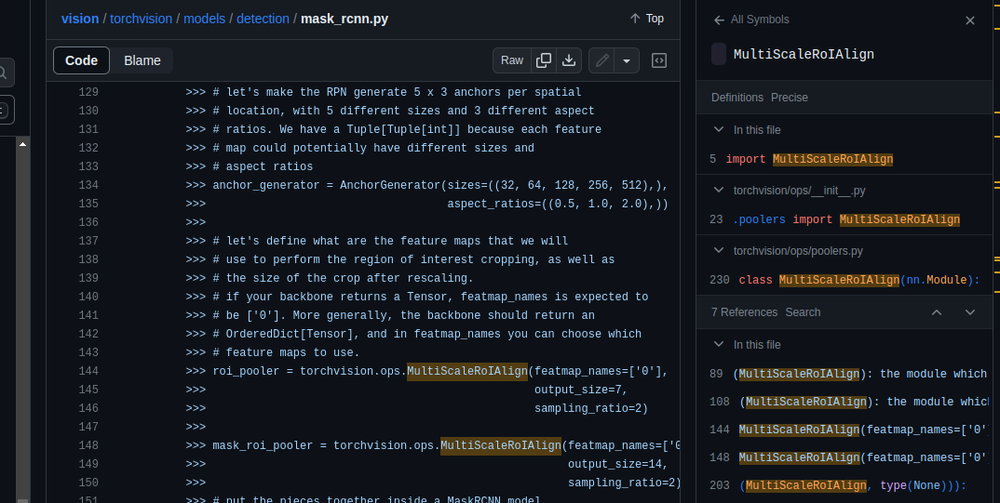 vision / torchvision / models / detection / mask_rcnn.py
Top
Code Blame
Raw
129 >>> # let's make the RPN generate 5 x 3 anchors per spatial
130 >>> # location, with 5 different sizes and 3 different aspect
131 >>> # ratios. We have a Tuple[Tuple[int]] because each feature
132 >>> # map could potentially have different sizes and
133 >>> # aspect ratios
134 >>> anchor_generator = AnchorGenerator(sizes=((32, 64, 128, 256, 512),),
135 >>> aspect_ratios=((0.5, 1.0, 2.0),))
136 >>>
137 >>> # let's define what are the feature maps that we will
138 >>> # use to perform the region of interest cropping, as well as
139 >>> # the size of the crop after rescaling.
140 >>> # if your backbone returns a Tensor, featmap_names is expected to
141 >>> # be ['0']. More generally, the backbone should return an
142 >>> # OrderedDict[Tensor], and in featmap_names you can choose which
143 >>> # feature maps to use.
144 >>> roi_pooler = torchvision.ops.MultiScaleRoIAlign(featmap_names=['0'],
145 >>> output_size=7,
146 >>> sampling_ratio=2)
147 >>>
148 >>> mask_roi_pooler = torchvision.ops.MultiScaleRoIAlign(featmap_names=['0
149 >>> output_size=14,
150 >>> sampling_ratio=2)
151 >>> # put the pieces together inside a MaskRCNN model
All Symbols
MultiScaleRoIAlign
Definitions Precise
In this file
5 import MultiScaleRoIAlign
torchvision/ops/__init__.py
23 .poolers import MultiScaleRoIAlign
torchvision/ops/poolers.py
230 class MultiScaleRoIAlign(nn.Module):
7 References Search
In this file
89 (MultiScaleRoIAlign): the module which
108 (MultiScaleRoIAlign): the module which
144 MultiScaleRoIAlign(featmap_names=['0'
148 MultiScaleRoIAlign(featmap_names=['0'
203 (MultiScaleRoIAlign, type(None))):